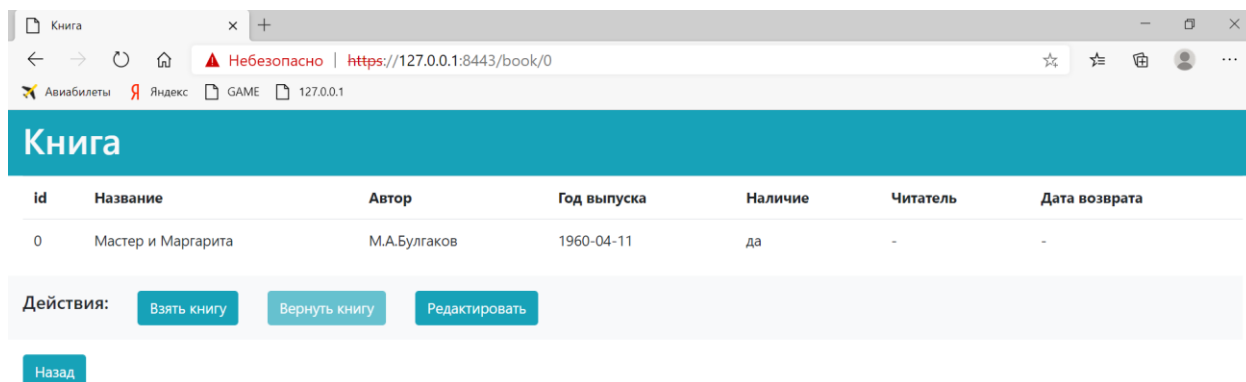 Книга
Небезопасно | https://127.0.0.1:8443/book/0
Авиабилеты Я Яндекс GAME 127.0.0.1
Книга
id Название Автор Год выпуска Наличие Читатель Дата возврата
0 Мастер и Маргарита М.А.Булгаков 1960-04-11 да - -
Действия: Взять книгу Вернуть книгу Редактировать
Назад